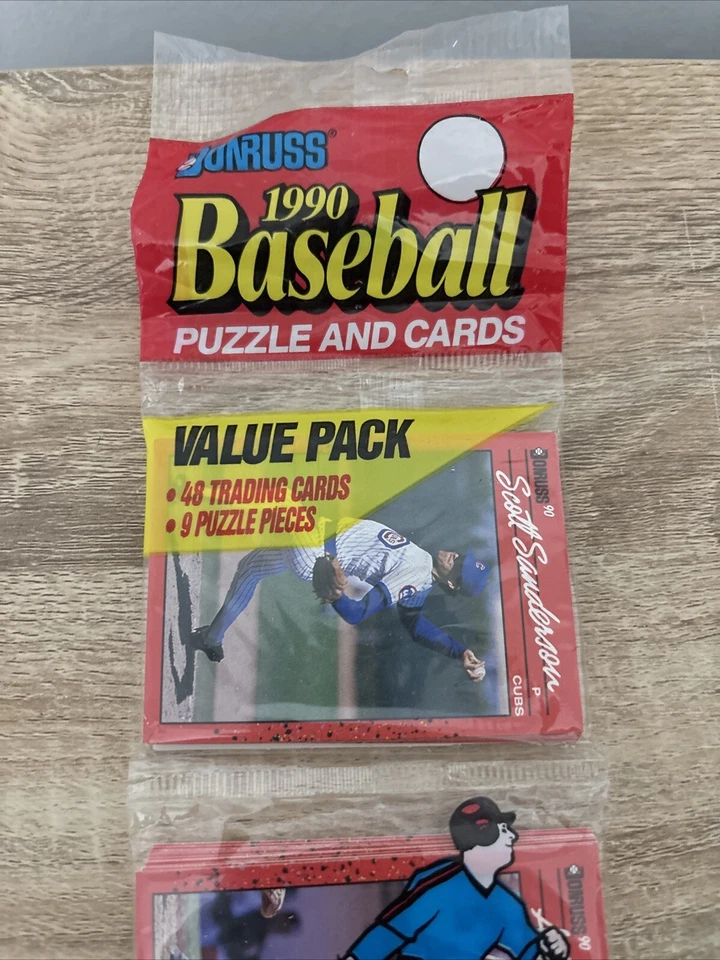 DONRUSS®
1990
Baseball
PUZZLE AND CARDS
VALUE PACK
• 48 TRADING CARDS
• 9 PUZZLE PIECES
DONRUSS '90
Scott Sanderson
P
CUBS
DONRUSS '90